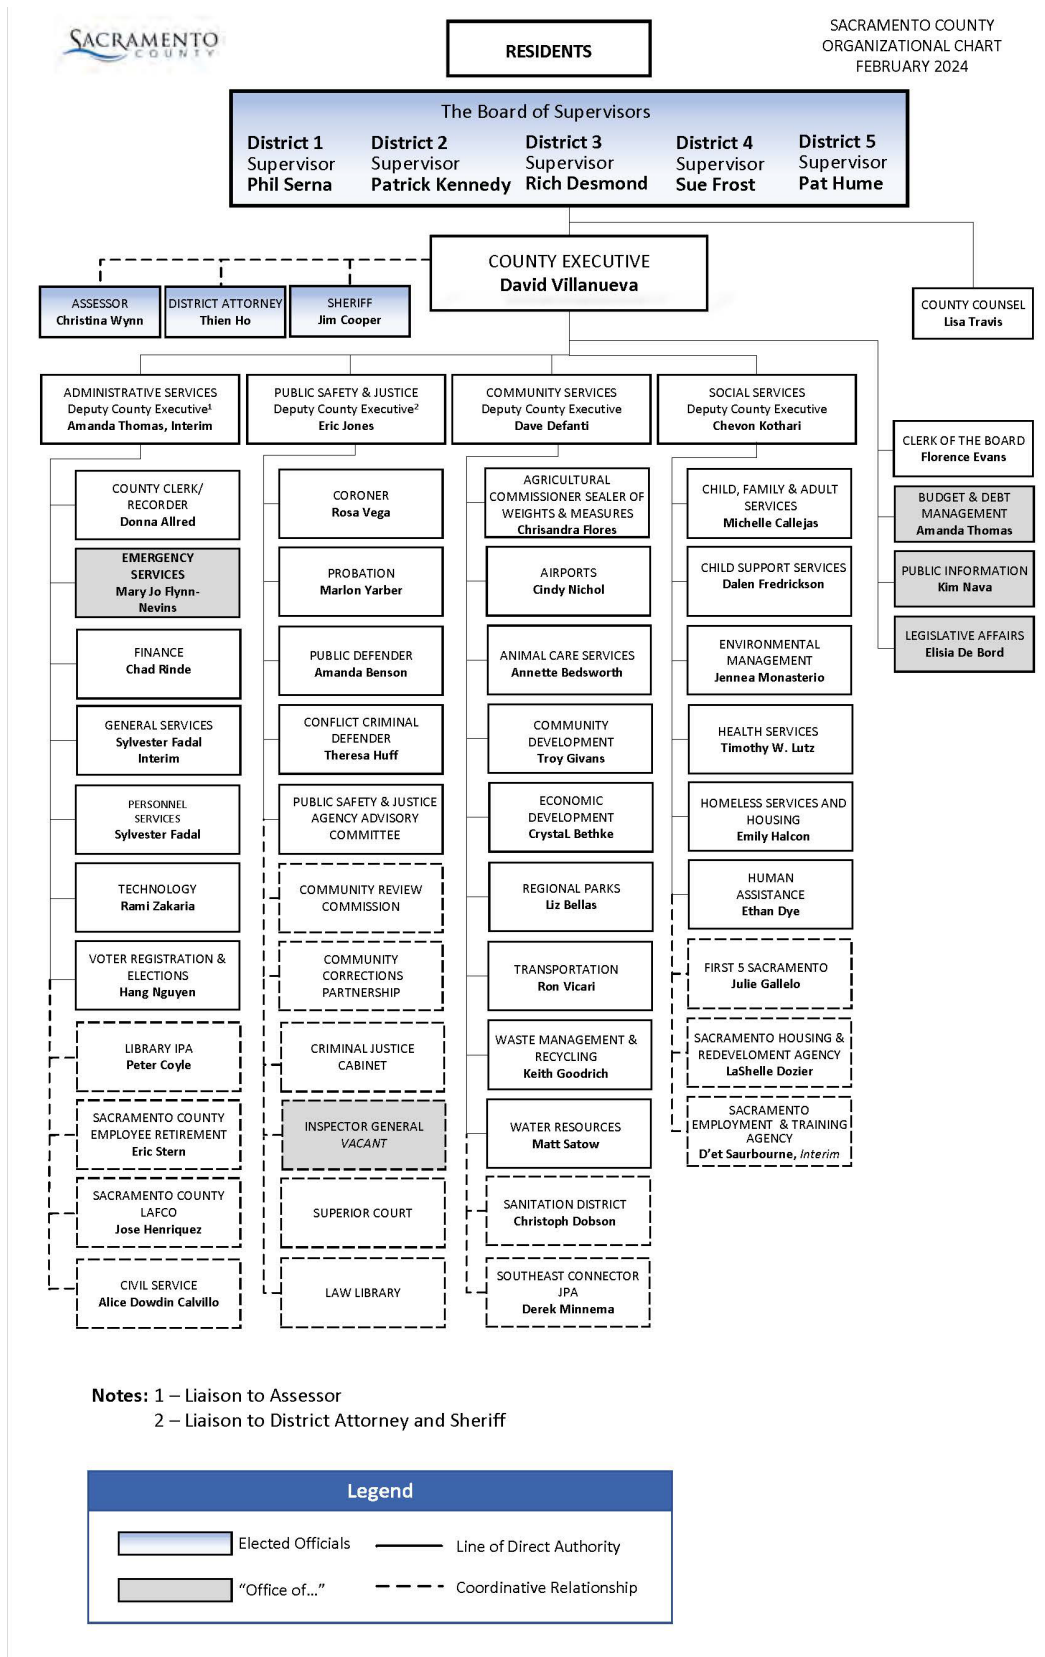 SACRAMENTO
COUNTY
RESIDENTS
SACRAMENTO COUNTY
ORGANIZATIONAL CHART
FEBRUARY 2024
The Board of Supervisors
District 1
Supervisor
Phil Serna
District 2
Supervisor
Patrick Kennedy
District 3
Supervisor
Rich Desmond
District 4
Supervisor
Sue Frost
District 5
Supervisor
Pat Hume
COUNTY EXECUTIVE
David Villanueva
ASSESSOR
Christina Wynn
DISTRICT ATTORNEY
Thien Ho
SHERIFF
Jim Cooper
COUNTY COUNSEL
Lisa Travis
ADMINISTRATIVE SERVICES
Deputy County Executive¹
Amanda Thomas, Interim
COUNTY CLERK/
RECORDER
Donna Allred
EMERGENCY
SERVICES
Mary Jo Flynn-
Nevins
FINANCE
Chad Rinde
GENERAL SERVICES
Sylvester Fadal
Interim
PERSONNEL
SERVICES
Sylvester Fadal
TECHNOLOGY
Rami Zakaria
VOTER REGISTRATION &
ELECTIONS
Hang Nguyen
LIBRARY JPA
Peter Coyle
SACRAMENTO COUNTY
EMPLOYEE RETIREMENT
Eric Stern
SACRAMENTO COUNTY
LAFCO
Jose Henriquez
CIVIL SERVICE
Alice Dowdin Calvillo
PUBLIC SAFETY & JUSTICE
Deputy County Executive²
Eric Jones
CORONER
Rosa Vega
PROBATION
Marlon Yarber
PUBLIC DEFENDER
Amanda Benson
CONFLICT CRIMINAL
DEFENDER
Theresa Huff
PUBLIC SAFETY & JUSTICE
AGENCY ADVISORY
COMMITTEE
COMMUNITY REVIEW
COMMISSION
COMMUNITY
CORRECTIONS
PARTNERSHIP
CRIMINAL JUSTICE
CABINET
INSPECTOR GENERAL
VACANT
SUPERIOR COURT
LAW LIBRARY
COMMUNITY SERVICES
Deputy County Executive
Dave Defanti
AGRICULTURAL
COMMISSIONER SEALER OF
WEIGHTS & MEASURES
Chrisandra Flores
AIRPORTS
Cindy Nichol
ANIMAL CARE SERVICES
Annette Bedsworth
COMMUNITY
DEVELOPMENT
Troy Givans
ECONOMIC
DEVELOPMENT
CrystaL Bethke
REGIONAL PARKS
Liz Bellas
TRANSPORTATION
Ron Vicari
WASTE MANAGEMENT &
RECYCLING
Keith Goodrich
WATER RESOURCES
Matt Satow
SANITATION DISTRICT
Christoph Dobson
SOUTHEAST CONNECTOR
JPA
Derek Minnema
SOCIAL SERVICES
Deputy County Executive
Chevon Kothari
CHILD, FAMILY & ADULT
SERVICES
Michelle Callejas
CHILD SUPPORT SERVICES
Dalen Fredrickson
ENVIRONMENTAL
MANAGEMENT
Jennea Monasterio
HEALTH SERVICES
Timothy W. Lutz
HOMELESS SERVICES AND
HOUSING
Emily Halcon
HUMAN
ASSISTANCE
Ethan Dye
FIRST 5 SACRAMENTO
Julie Gallelo
SACRAMENTO HOUSING &
REDEVELOMENT AGENCY
LaShelle Dozier
SACRAMENTO
EMPLOYMENT & TRAINING
AGENCY
D'et Saurbourne, Interim
CLERK OF THE BOARD
Florence Evans
BUDGET & DEBT
MANAGEMENT
Amanda Thomas
PUBLIC INFORMATION
Kim Nava
LEGISLATIVE AFFAIRS
Elisia De Bord
Notes: 1 – Liaison to Assessor
2 – Liaison to District Attorney and Sheriff
Legend
Elected Officials
Line of Direct Authority
"Office of..."
Coordinative Relationship